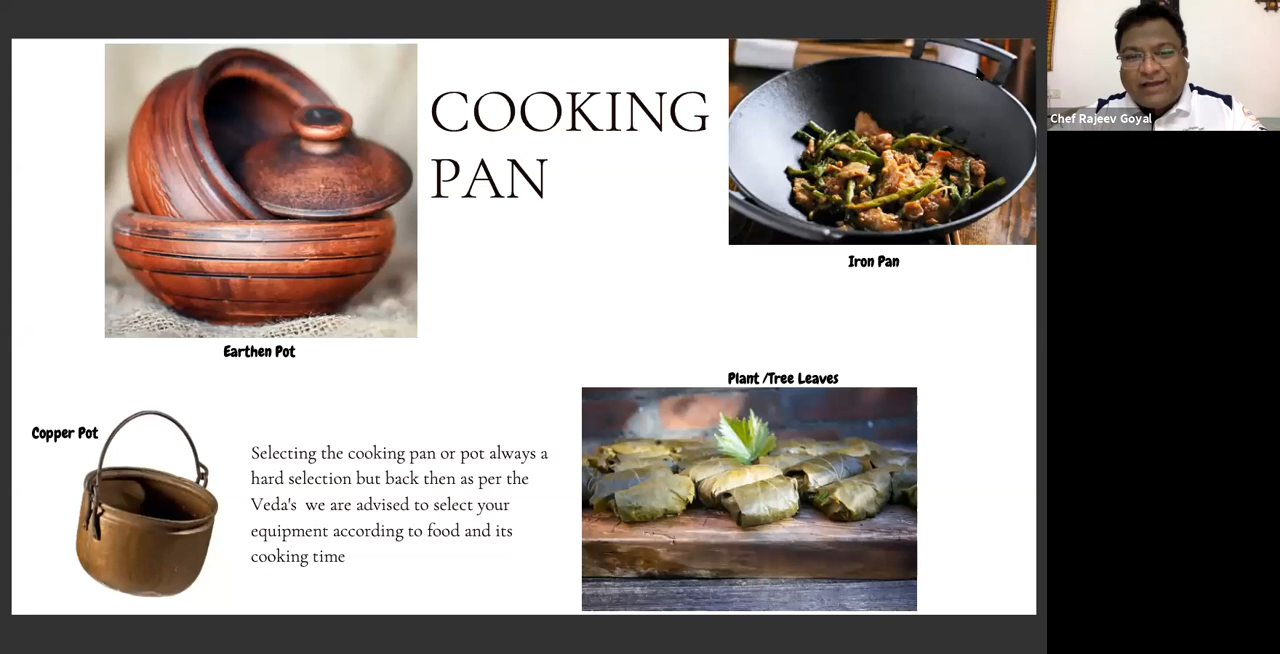 COOKING
PAN
Chef Rajeev Goyal
Iron Pan
Earthen Pot
Plant /Tree Leaves
Copper Pot
Selecting the cooking pan or pot always a
hard selection but back then as per the
Veda's  we are advised to select your
equipment according to food and its
cooking time